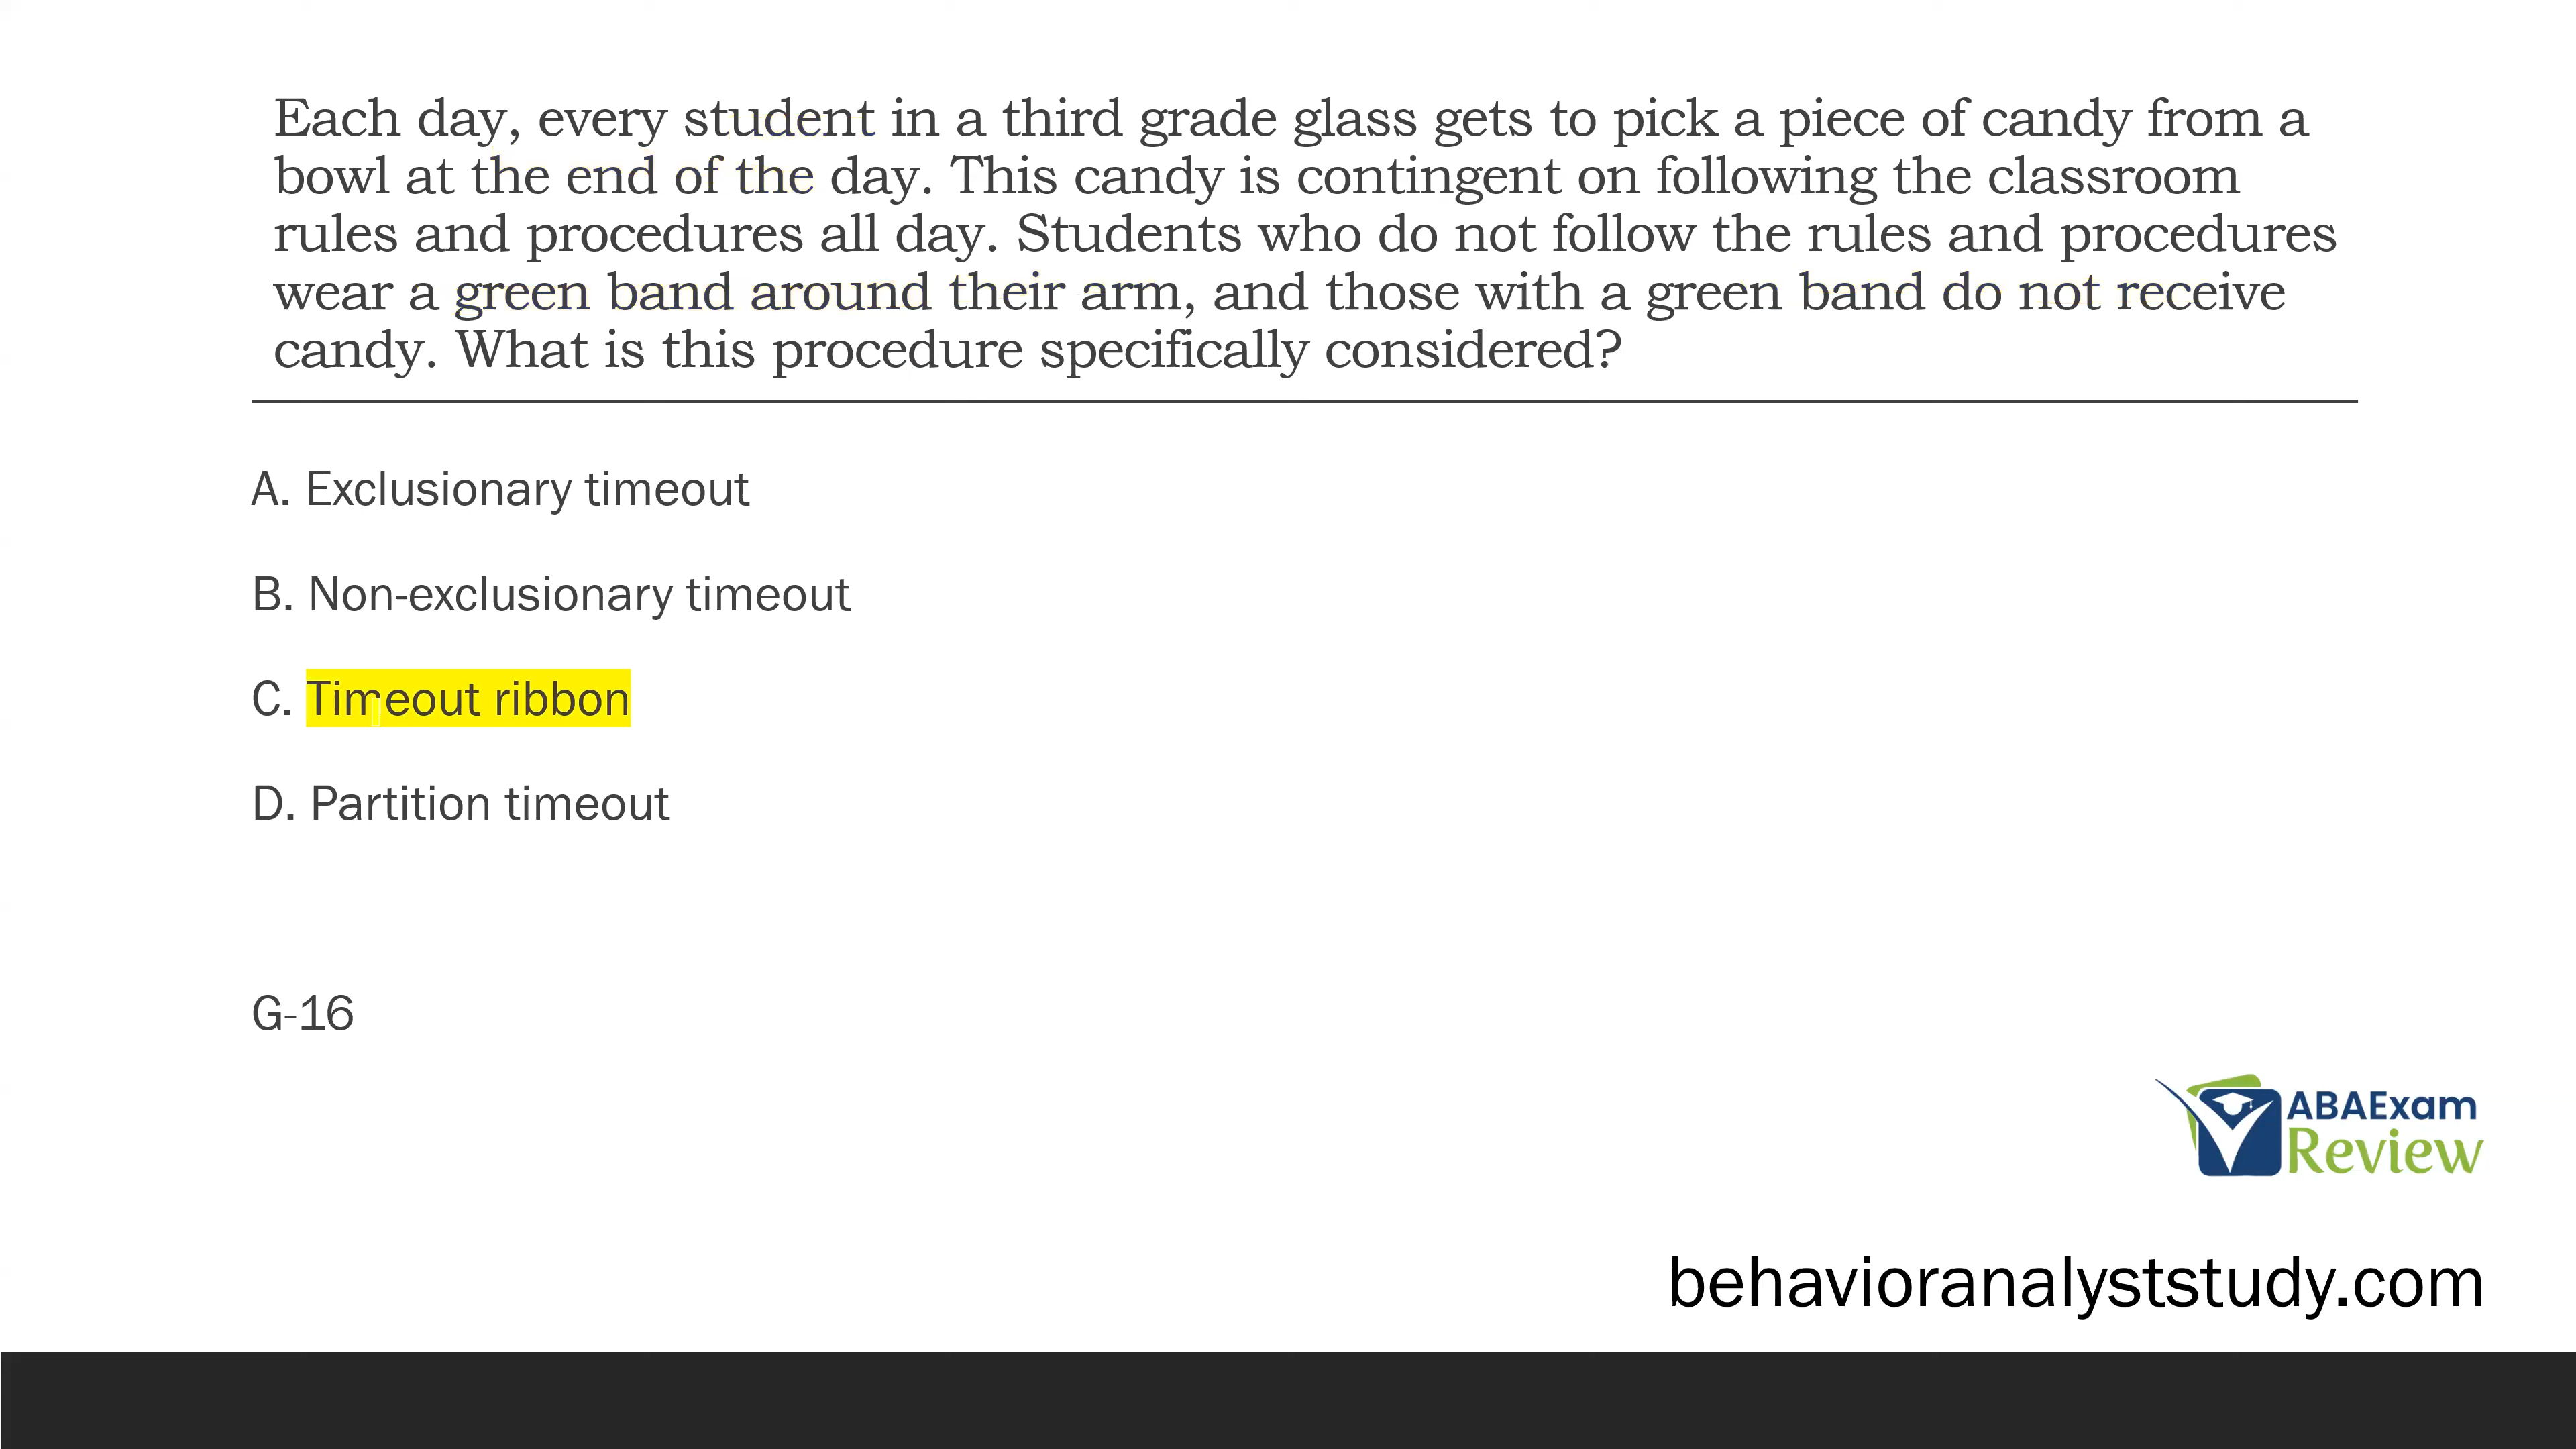 Each day, every student in a third grade glass gets to pick a piece of candy from a
bowl at the end of the day. This candy is contingent on following the classroom
rules and procedures all day. Students who do not follow the rules and procedures
wear a green band around their arm, and those with a green band do not receive
candy. What is this procedure specifically considered?
A. Exclusionary timeout
B. Non-exclusionary timeout
C. Timeout ribbon
D. Partition timeout
G-16
ABAExam
Review
behavioranalyststudy.com